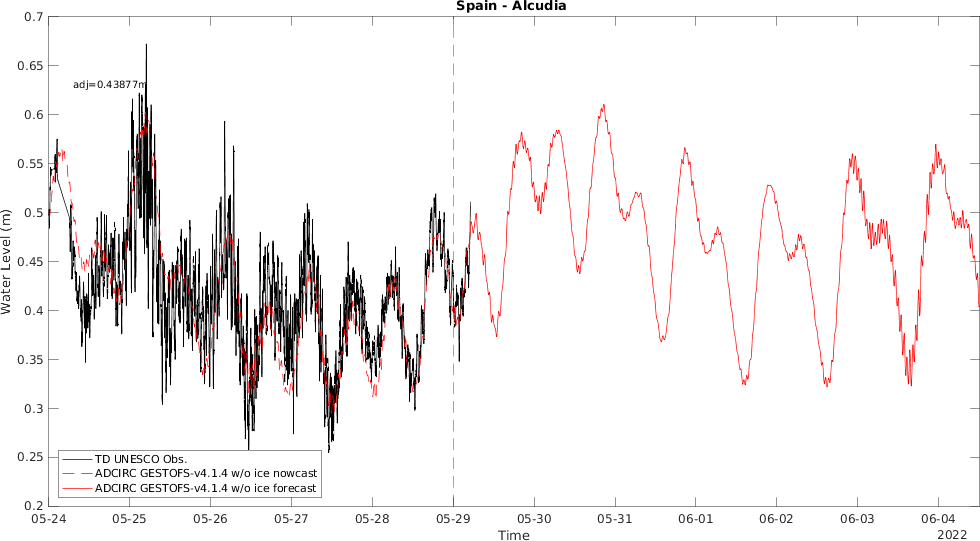 Spain - Alcudia
0.7
0.65
0.6
0.55
0.5
0.45
0.4
0.35
0.3
0.25
0.2
Water Level (m)
adj=0.43877m
TD UNESCO Obs.
ADCIRC GESTOFS-v4.1.4 w/o ice nowcast
ADCIRC GESTOFS-v4.1.4 w/o ice forecast
05-24 05-25 05-26 05-27 05-28 05-29 05-30 05-31 06-01 06-02 06-03 06-04
Time
2022